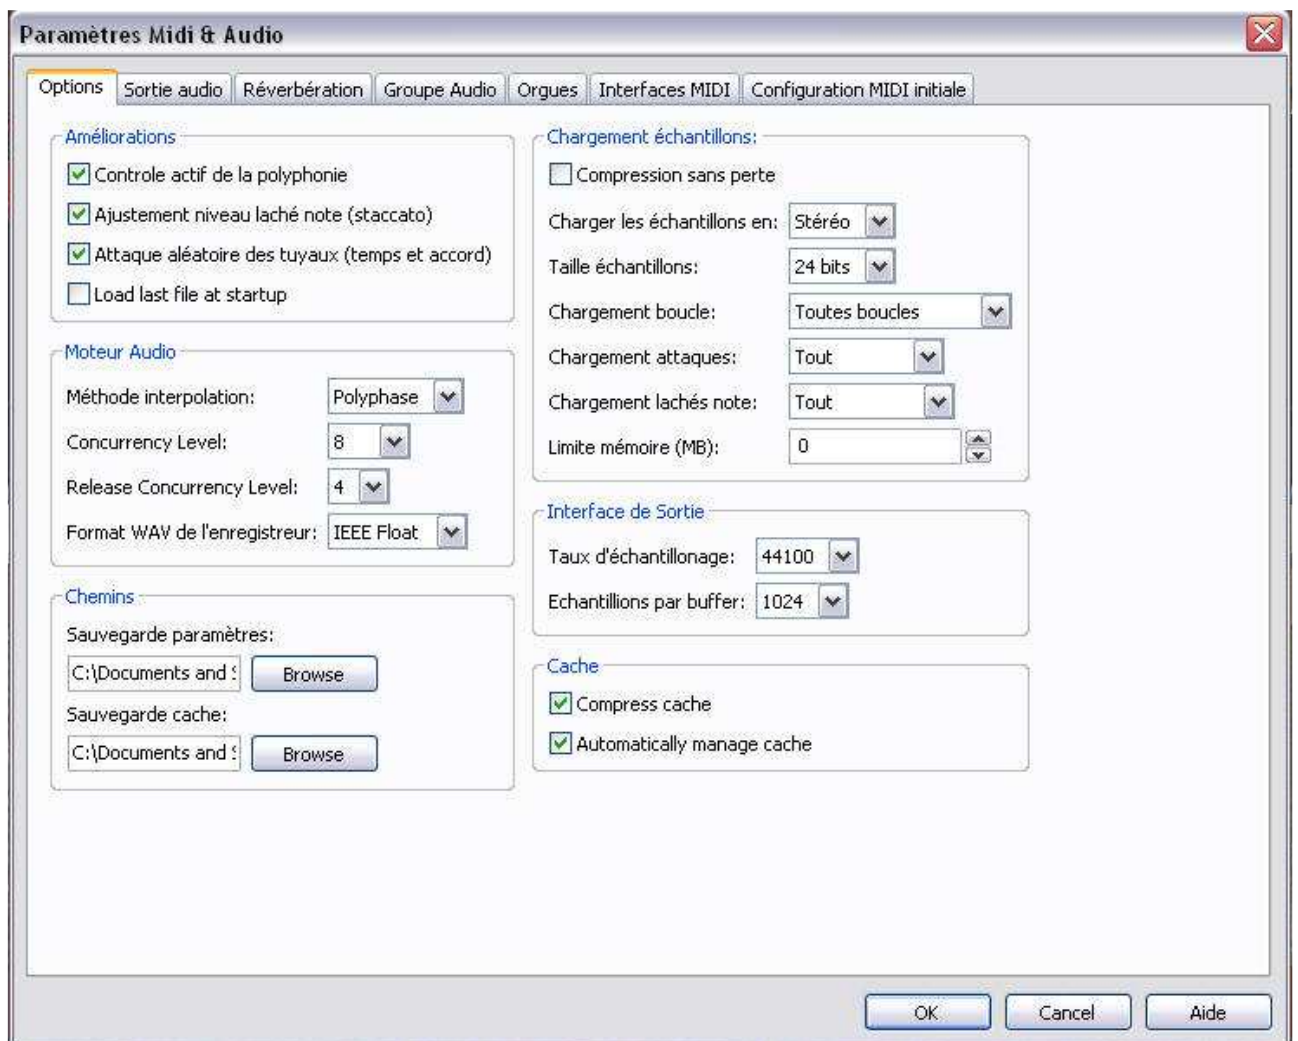 Paramètres Midi & Audio
Options Sortie audio Réverbération Groupe Audio Orgues Interfaces MIDI Configuration MIDI initiale
Améliorations
Controle actif de la polyphonie
Ajustement niveau laché note (staccato)
Attaque aléatoire des tuyaux (temps et accord)
Load last file at startup
Moteur Audio
Méthode interpolation: Polyphase
Concurrency Level: 8
Release Concurrency Level: 4
Format WAV de l'enregistreur: IEEE Float
Chemins
Sauvegarde paramètres:
C:\Documents and S Browse
Sauvegarde cache:
C:\Documents and S Browse
Chargement échantillons:
Compression sans perte
Charger les échantillons en: Stéréo
Taille échantillons: 24 bits
Chargement boucle: Toutes boucles
Chargement attaques: Tout
Chargement lachés note: Tout
Limite mémoire (MB): 0
Interface de Sortie
Taux d'échantillonage: 44100
Echantillions par buffer: 1024
Cache
Compress cache
Automatically manage cache
OK Cancel Aide